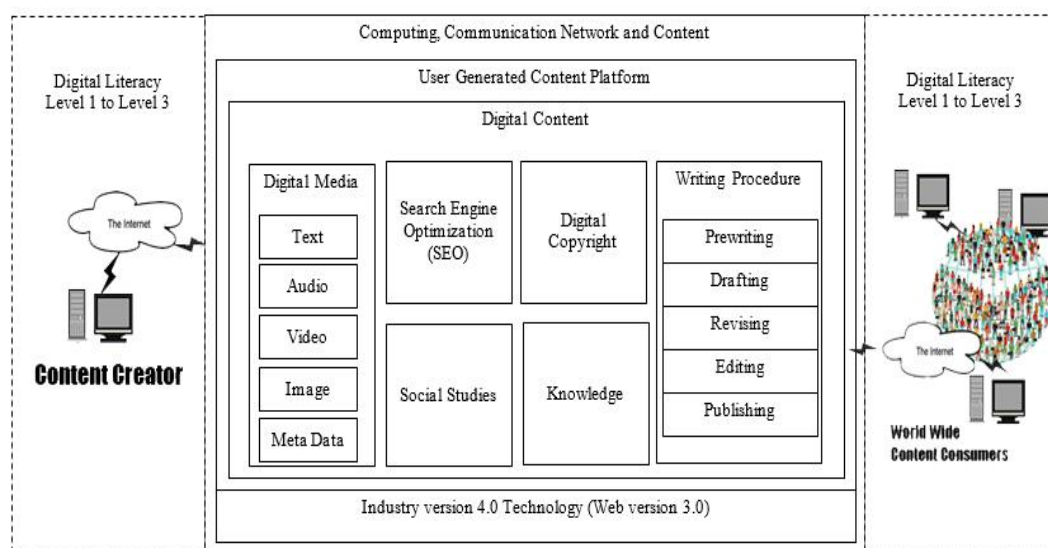 Computing, Communication Network and Content
Digital Literacy
Level 1 to Level 3
The Internet
Content Creator
User Generated Content Platform
Digital Content
Digital Media
Text
Audio
Video
Image
Meta Data
Search Engine
Optimization
(SEO)
Digital
Copyright
Social Studies
Knowledge
Writing Procedure
Prewriting
Drafting
Revising
Editing
Publishing
Industry version 4.0 Technology (Web version 3.0)
Digital Literacy
Level 1 to Level 3
The Internet
World Wide
Content Consumers